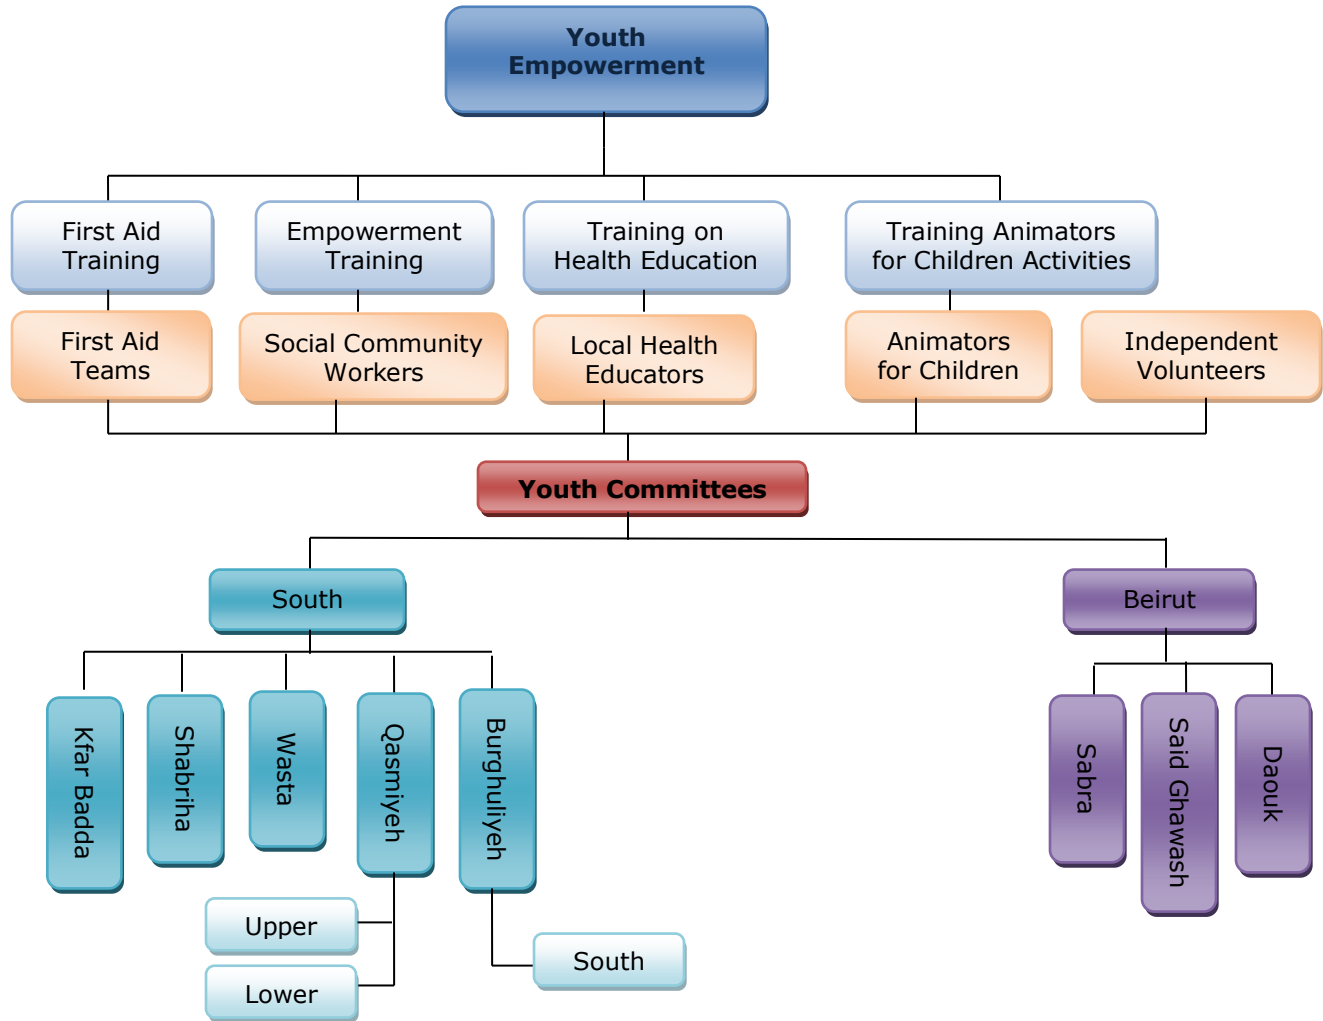 Youth
Empowerment
First Aid
Training
Empowerment
Training
Training on
Health Education
Training Animators
for Children Activities
First Aid
Teams
Social Community
Workers
Local Health
Educators
Animators
for Children
Independent
Volunteers
Youth Committees
South
Beirut
Kfar Badda
Shabriha
Wasta
Qasmiyeh
Burghuliyeh
Sabra
Said Ghawash
Daouk
Upper
Lower
South